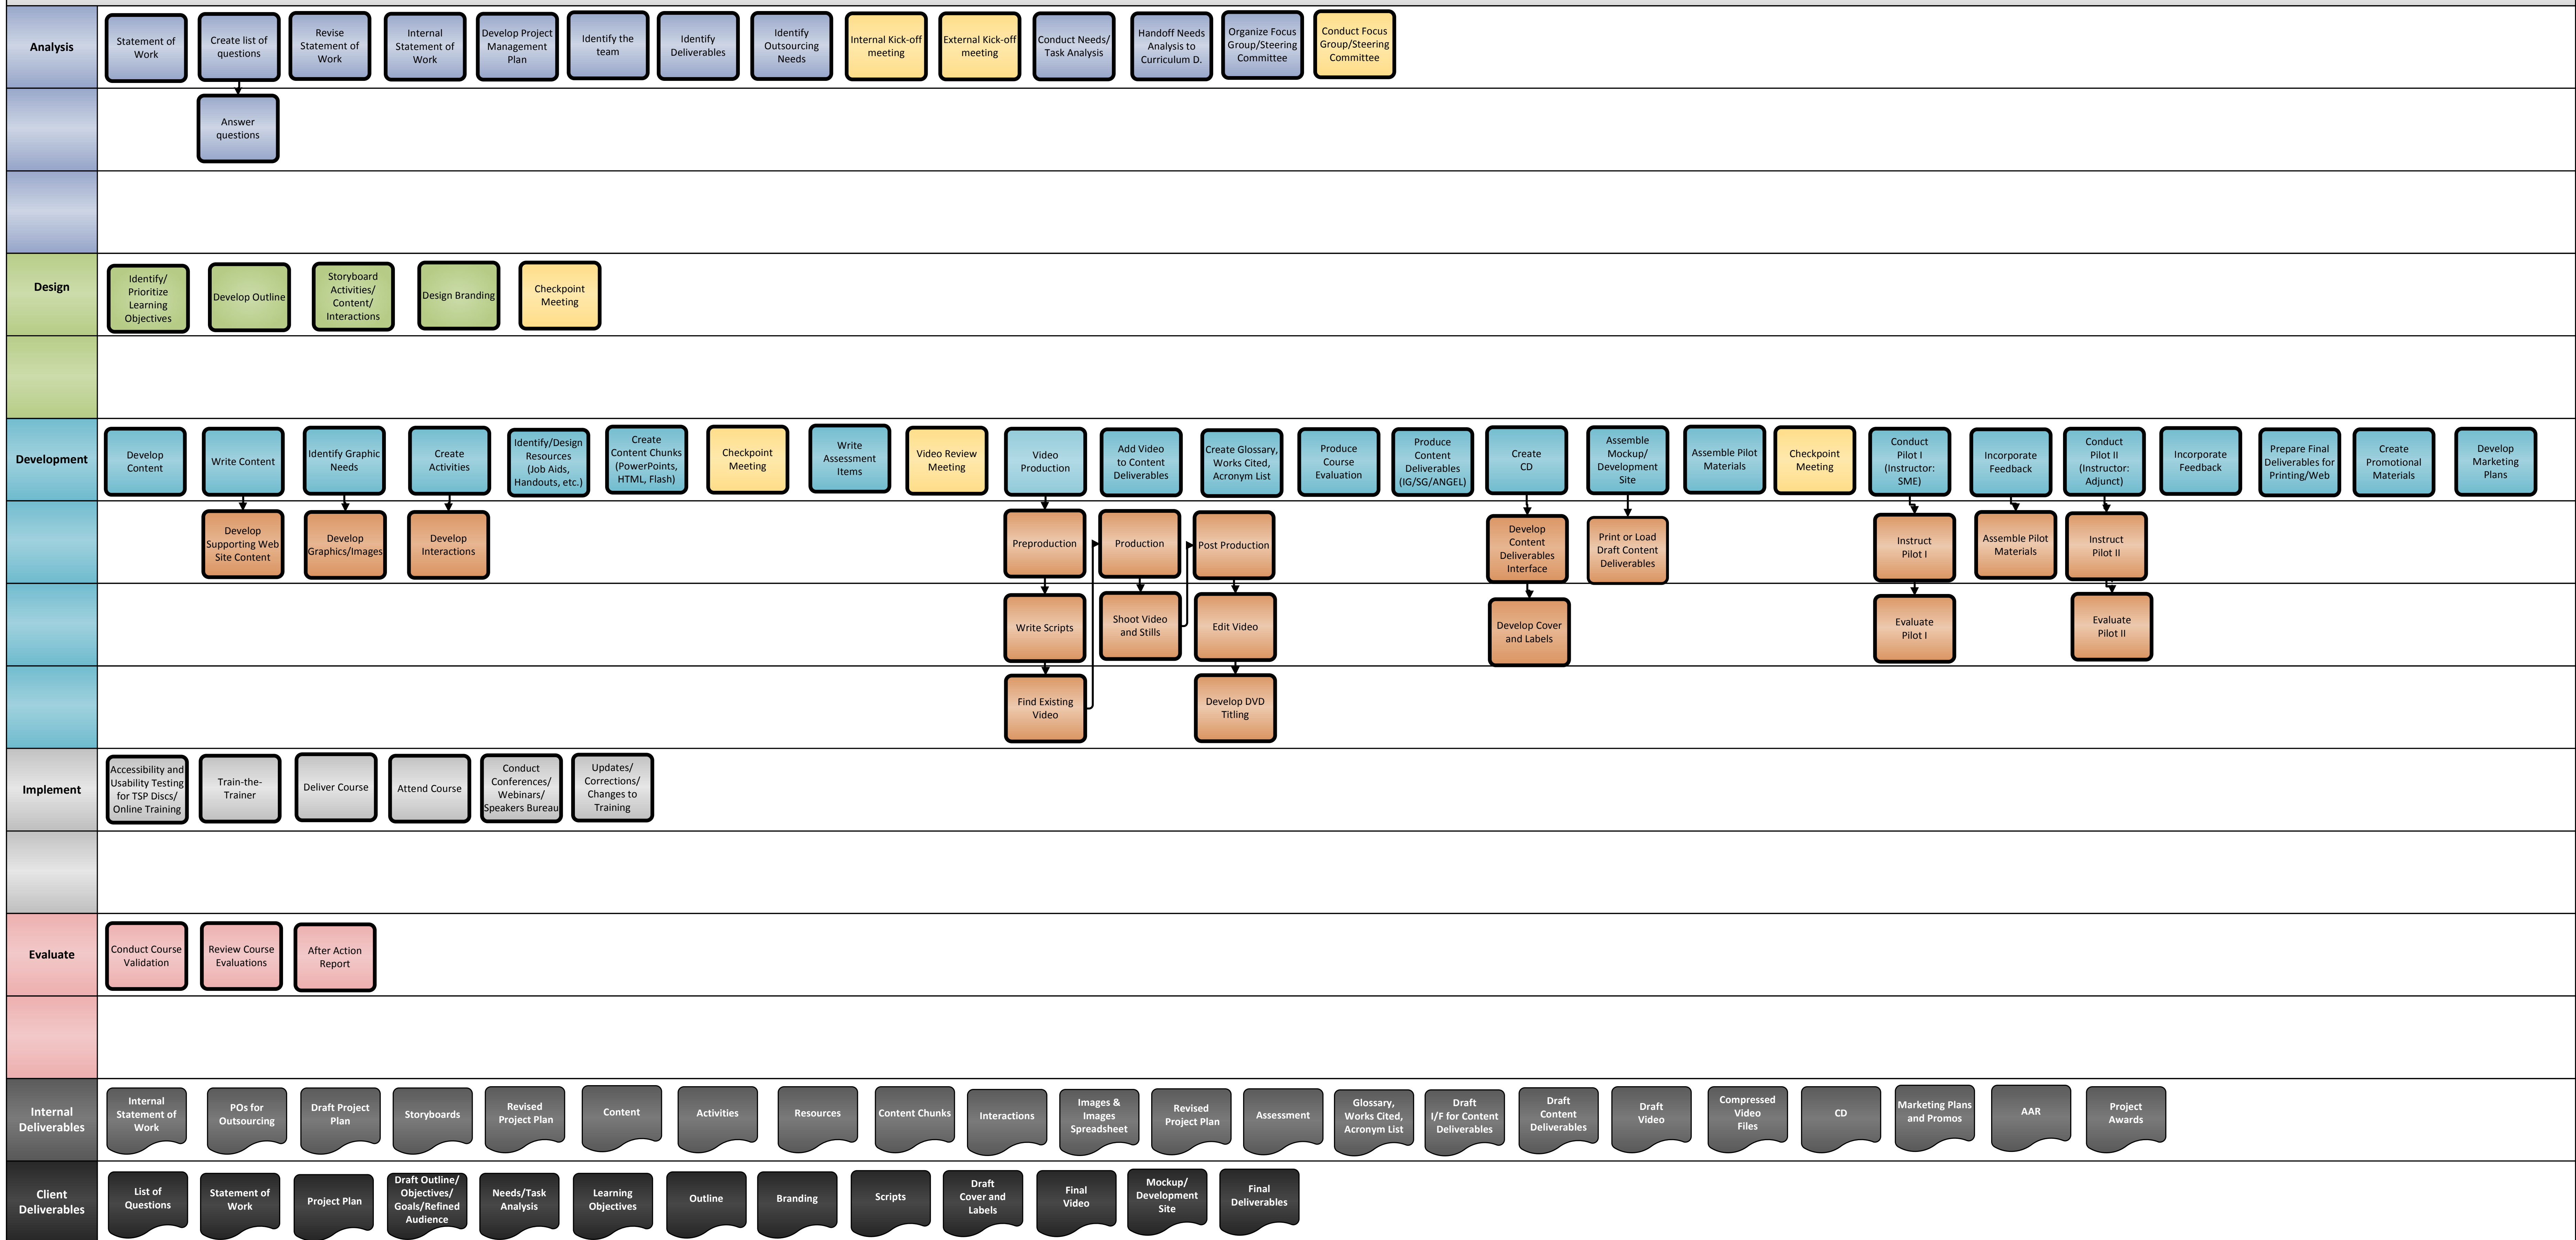 Analysis
Statement of
Work
Create list of
questions
Revise
Statement of
Work
Internal
Statement of
Work
Develop Project
Management
Plan
Identify the
team
Identify
Deliverables
Identify
Outsourcing
Needs
Internal Kick-off
meeting
External Kick-off
meeting
Conduct Needs/
Task Analysis
Handoff Needs
Analysis to
Curriculum D.
Organize Focus
Group/Steering
Committee
Conduct Focus
Group/Steering
Committee
Answer
questions
Design
Identify/
Prioritize
Learning
Objectives
Develop Outline
Storyboard
Activities/
Content/
Interactions
Design Branding
Checkpoint
Meeting
Development
Develop
Content
Write Content
Identify Graphic
Needs
Create
Activities
Identify/Design
Resources
(Job Aids,
Handouts, etc.)
Create
Content Chunks
(PowerPoints,
HTML, Flash)
Checkpoint
Meeting
Write
Assessment
Items
Video Review
Meeting
Video
Production
Add Video
to Content
Deliverables
Create Glossary,
Works Cited,
Acronym List
Produce
Course
Evaluation
Produce
Content
Deliverables
(IG/SG/ANGEL)
Create
CD
Assemble
Mockup/
Development
Site
Assemble Pilot
Materials
Checkpoint
Meeting
Conduct
Pilot I
(Instructor:
SME)
Incorporate
Feedback
Conduct
Pilot II
(Instructor:
Adjunct)
Incorporate
Feedback
Prepare Final
Deliverables for
Printing/Web
Create
Promotional
Materials
Develop
Marketing
Plans
Develop
Supporting Web
Site Content
Develop
Graphics/Images
Develop
Interactions
Preproduction
Production
Post Production
Develop
Content
Deliverables
Interface
Print or Load
Draft Content
Deliverables
Instruct
Pilot I
Assemble Pilot
Materials
Instruct
Pilot II
Write Scripts
Shoot Video
and Stills
Edit Video
Develop Cover
and Labels
Evaluate
Pilot I
Evaluate
Pilot II
Find Existing
Video
Develop DVD
Titling
Implement
Accessibility and
Usability Testing
for TSP Discs/
Online Training
Train-the-
Trainer
Deliver Course
Attend Course
Conduct
Conferences/
Webinars/
Speakers Bureau
Updates/
Corrections/
Changes to
Training
Evaluate
Conduct Course
Validation
Review Course
Evaluations
After Action
Report
Internal
Deliverables
Internal
Statement of
Work
POs for
Outsourcing
Draft Project
Plan
Storyboards
Revised
Project Plan
Content
Activities
Resources
Content Chunks
Interactions
Images &
Images
Spreadsheet
Revised
Project Plan
Assessment
Glossary,
Works Cited,
Acronym List
Draft
I/F for Content
Deliverables
Draft
Content
Deliverables
Draft
Video
Compressed
Video
Files
CD
Marketing Plans
and Promos
AAR
Project
Awards
Client
Deliverables
List of
Questions
Statement of
Work
Project Plan
Draft Outline/
Objectives/
Goals/Refined
Audience
Needs/Task
Analysis
Learning
Objectives
Outline
Branding
Scripts
Draft
Cover and
Labels
Final
Video
Mockup/
Development
Site
Final
Deliverables